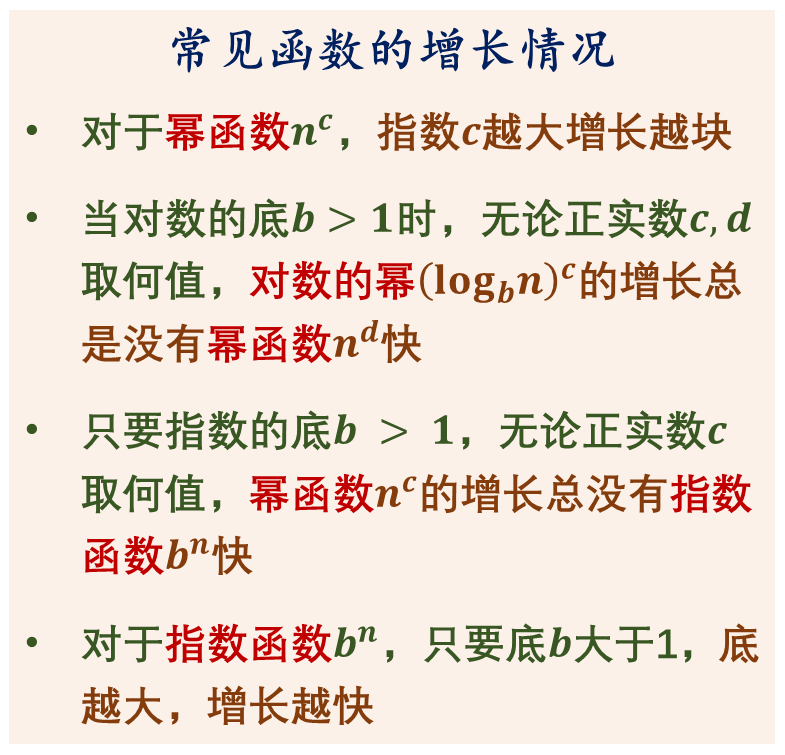 常见函数的增长情况
• 对于幂函数n^c，指数c越大增长越块
• 当对数的底b > 1时，无论正实数c, d
取何值，对数的幂(log_b n)^c的增长总
是没有幂函数n^d快
• 只要指数的底b > 1，无论正实数c
取何值，幂函数n^c的增长总没有指数
函数b^n快
• 对于指数函数b^n，只要底b大于1，底
越大，增长越快